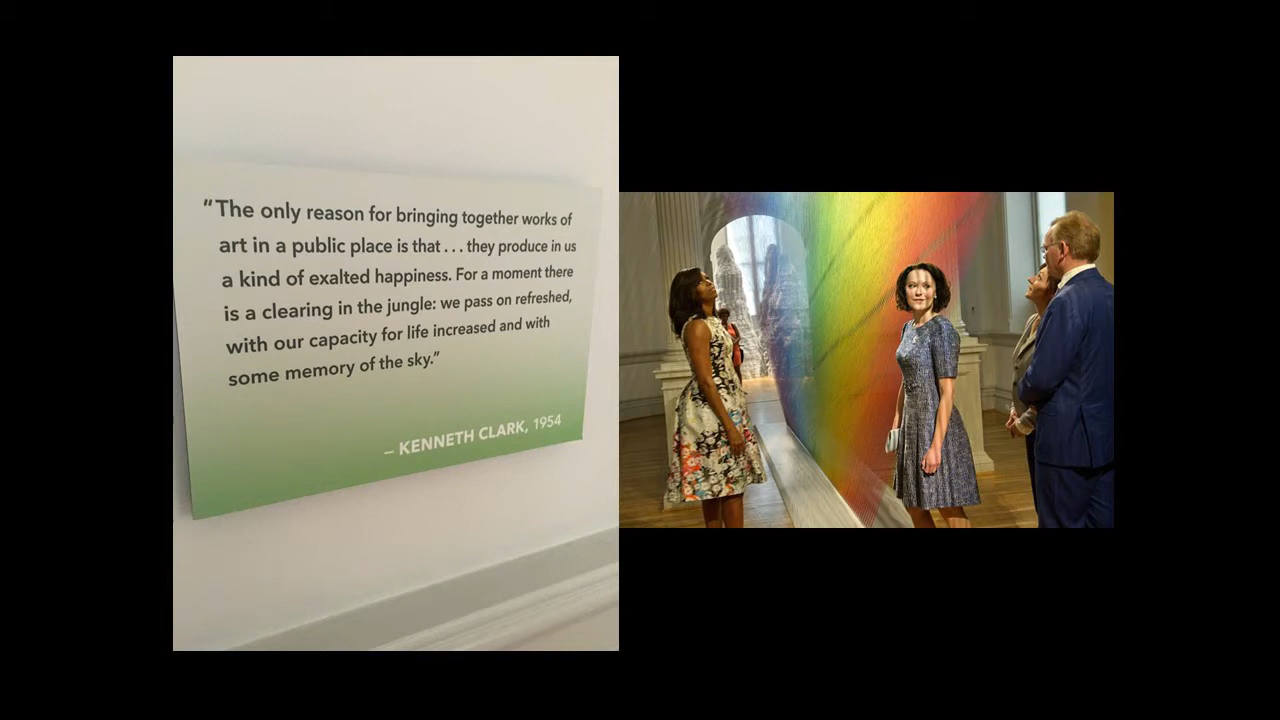 “The only reason for bringing together works of
art in a public place is that . . . they produce in us
a kind of exalted happiness. For a moment there
is a clearing in the jungle: we pass on refreshed,
with our capacity for life increased and with
some memory of the sky.”
– KENNETH CLARK, 1954